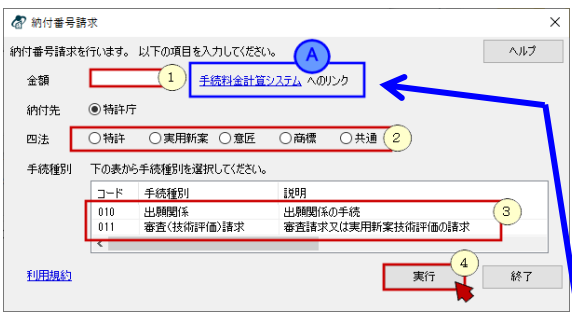 納付番号請求
納付番号請求を行います。 以下の項目を入力してください。
A
ヘルプ
金額 1 手続料金計算システム へのリンク
納付先 特許庁
四法 特許 実用新案 意匠 商標 共通 2
手続種別 下の表から手続種別を選択してください。
コード 手続種別 説明
010 出願関係 出願関係の手続
011 審査(技術評価)請求 審査請求又は実用新案技術評価の請求
3
4
利用規約 実行 終了